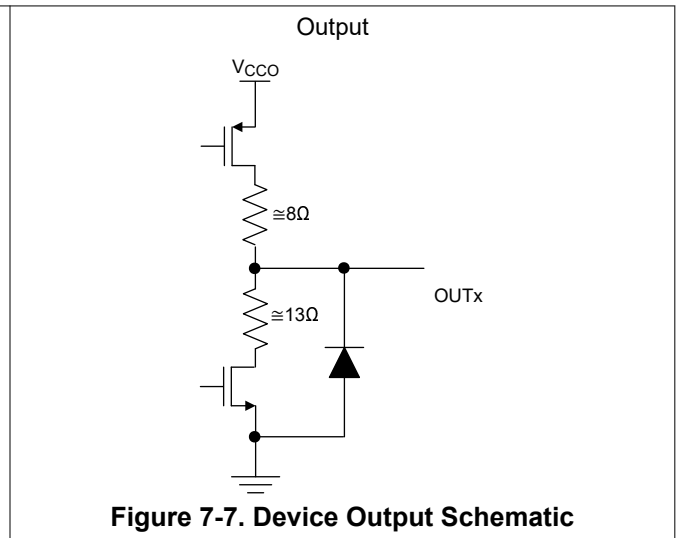 Output
VCCO
≅8Ω
OUTx
≅13Ω
Figure 7-7. Device Output Schematic